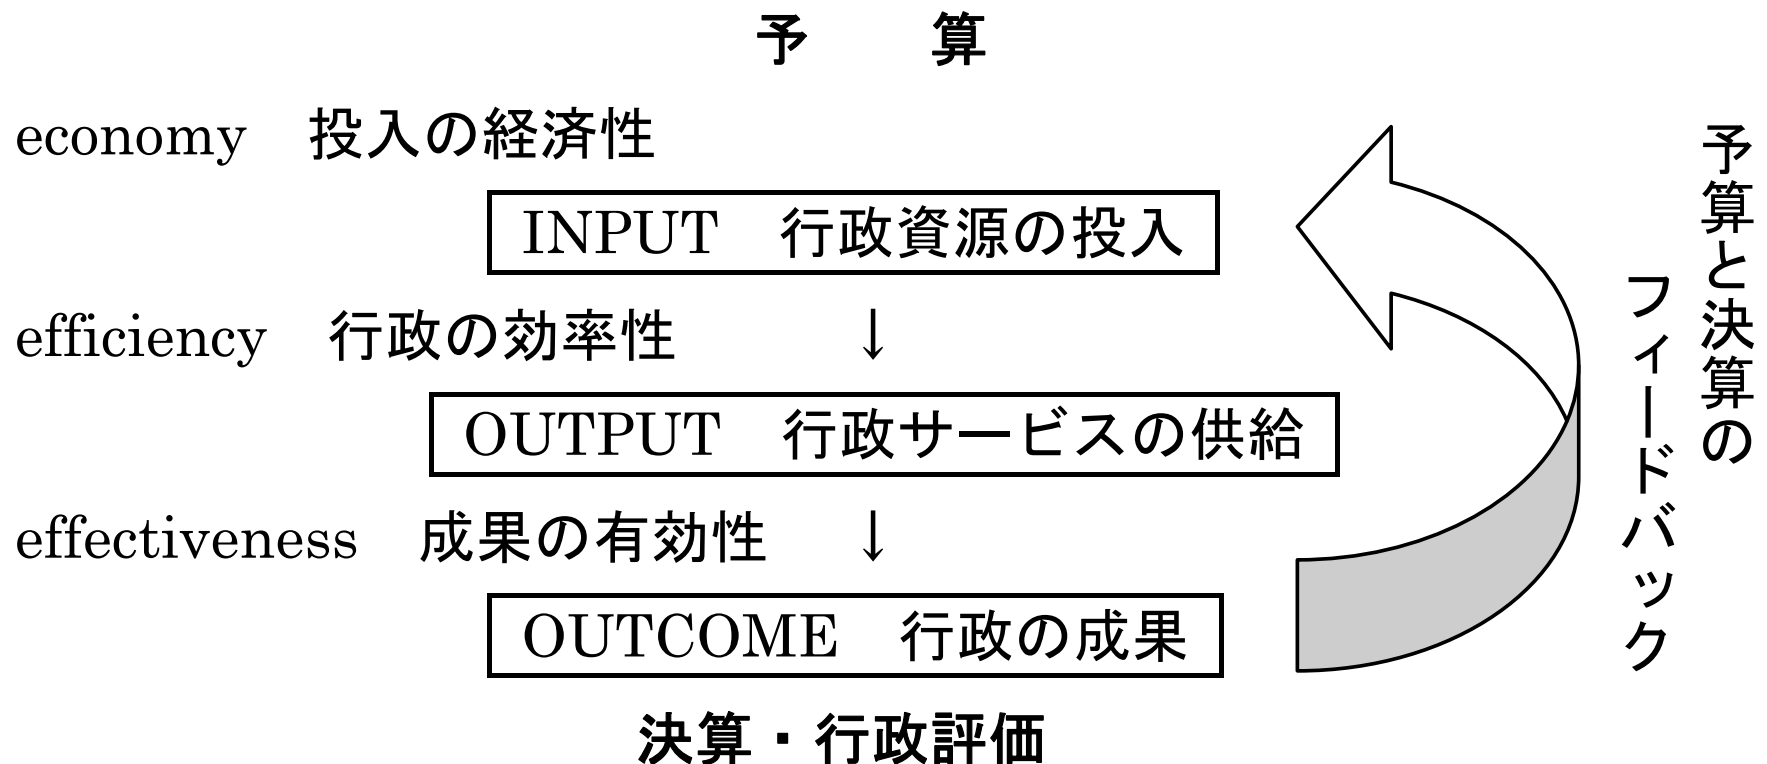 予　算
economy　投入の経済性
INPUT　行政資源の投入
efficiency　行政の効率性　↓
OUTPUT　行政サービスの供給
effectiveness　成果の有効性　↓
OUTCOME　行政の成果
決算・行政評価
予算と決算の
フィードバック